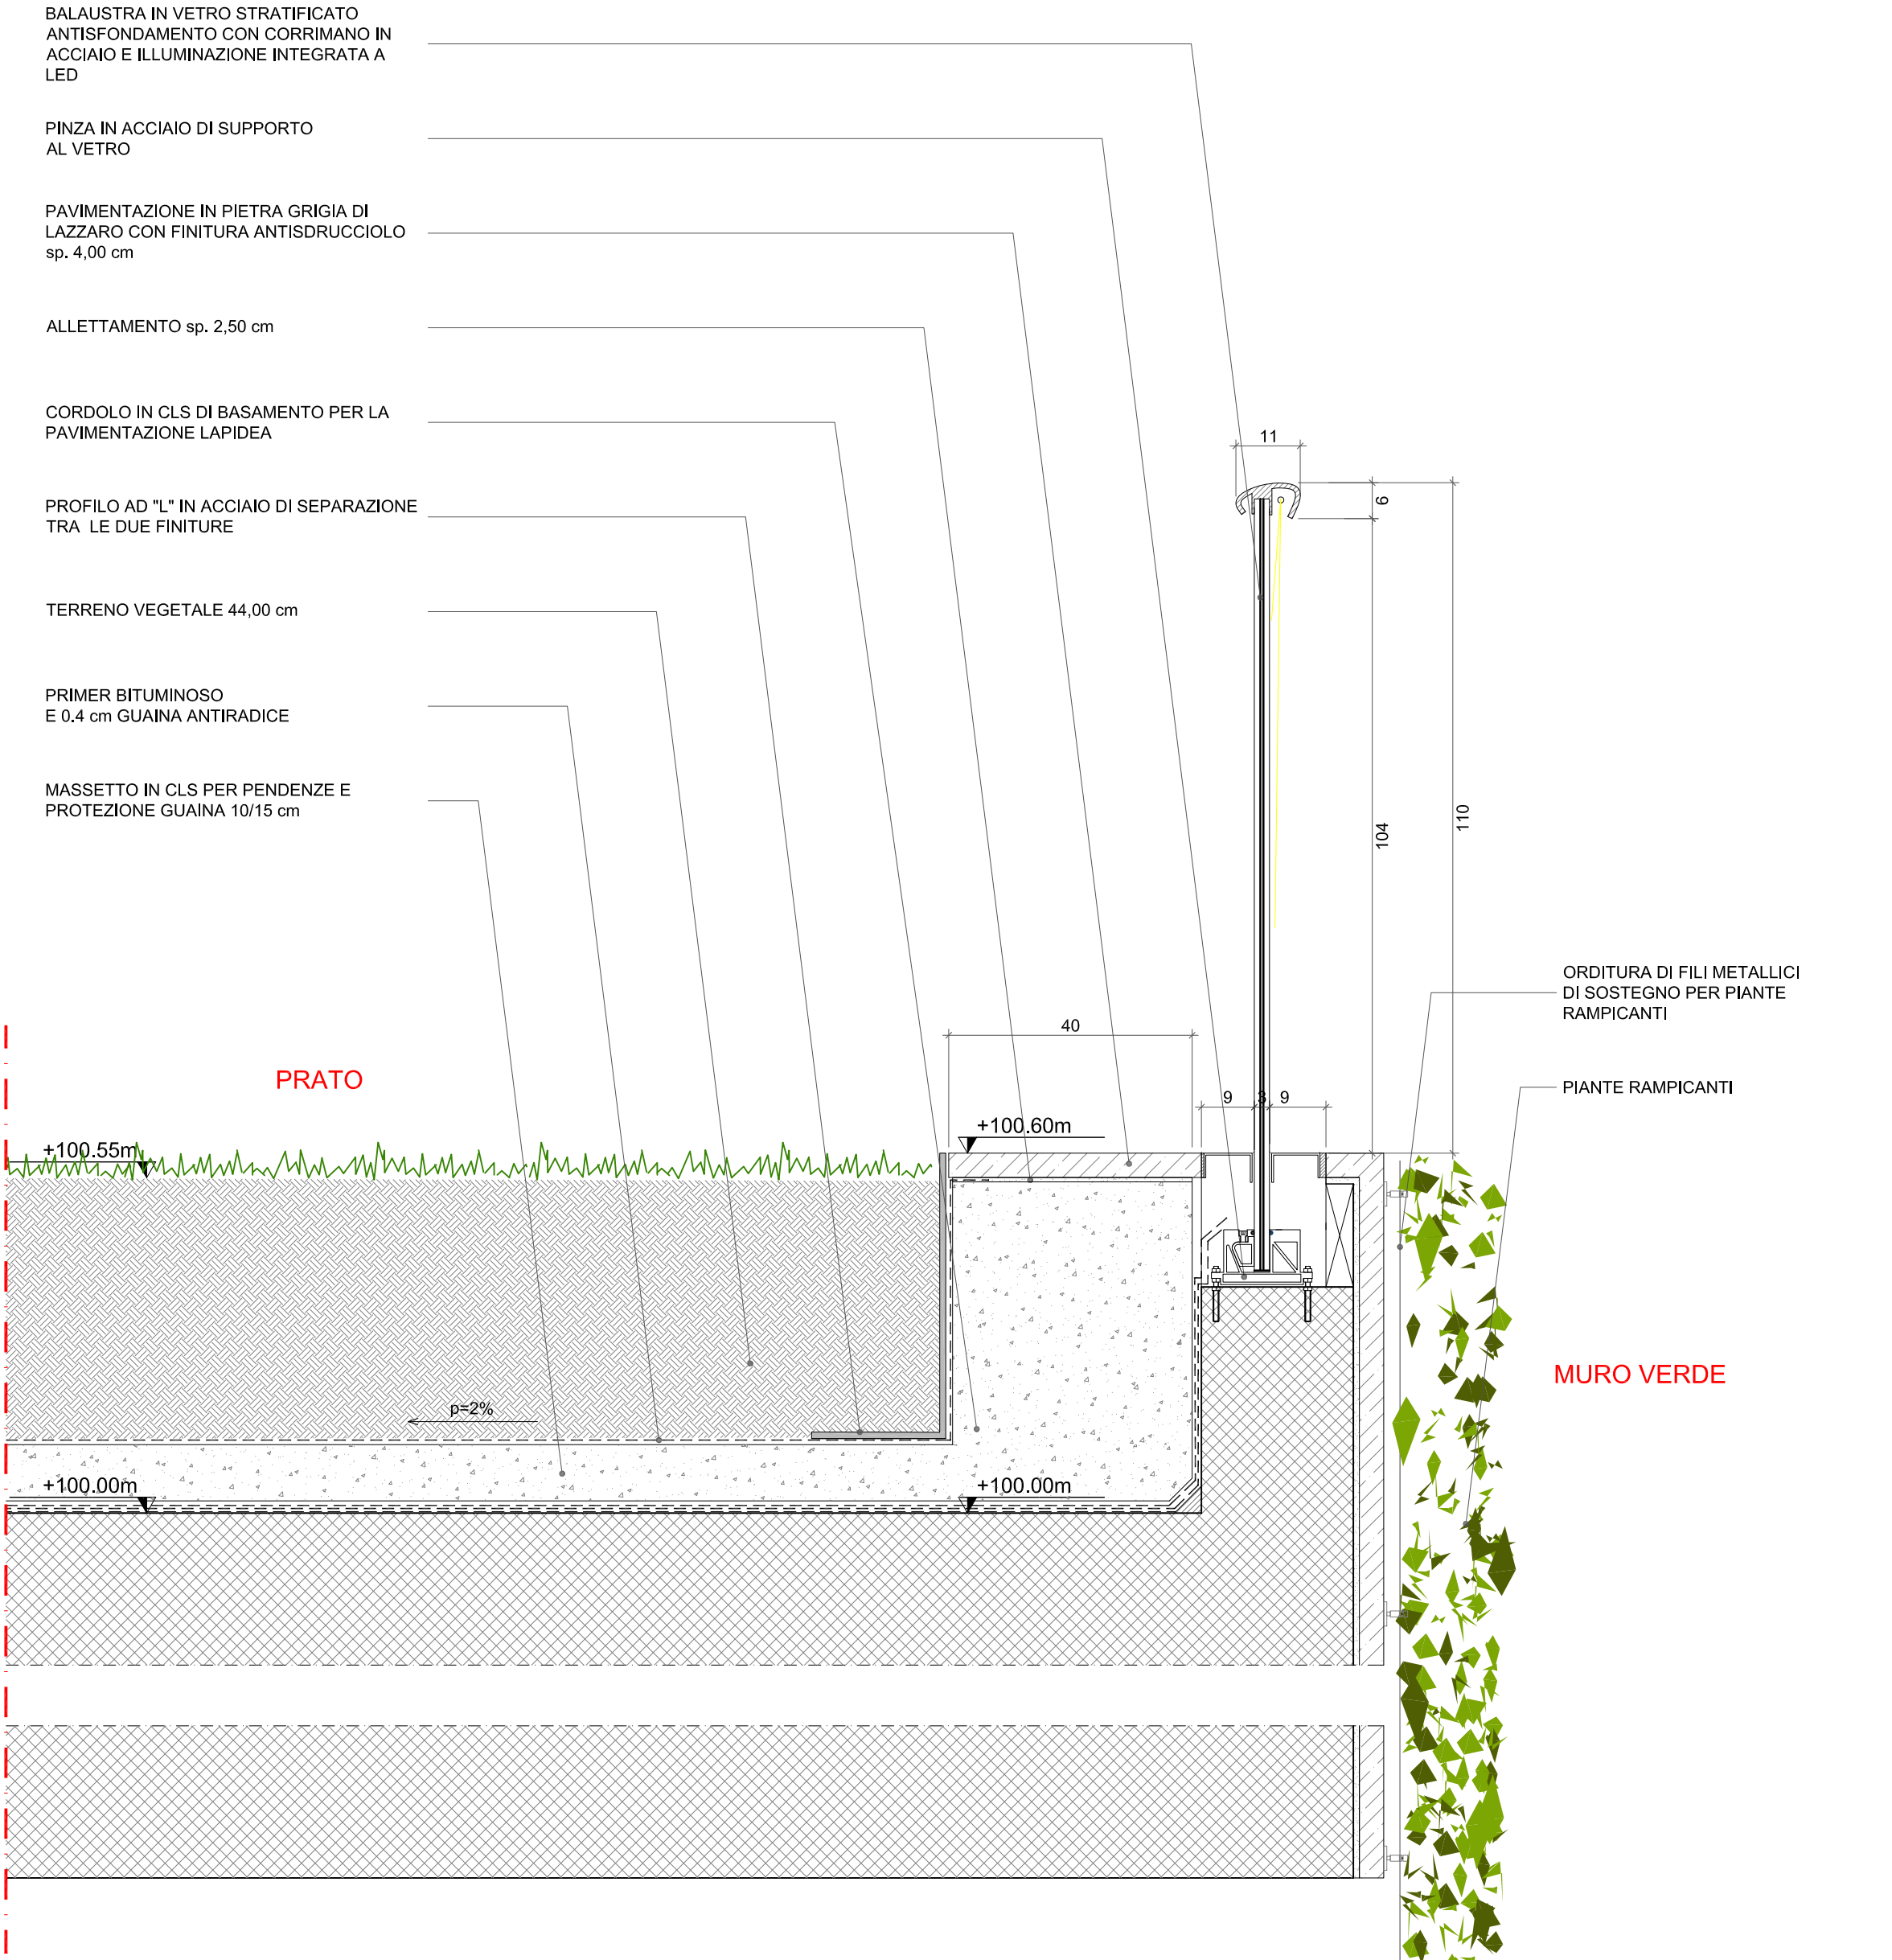 BALAUSTRA IN VETRO STRATIFICATO
ANTISFONDAMENTO CON CORRIMANO IN
ACCIAIO E ILLUMINAZIONE INTEGRATA A
LED
PINZA IN ACCIAIO DI SUPPORTO
AL VETRO
PAVIMENTAZIONE IN PIETRA GRIGIA DI
LAZZARO CON FINITURA ANTISDRUCCIOLO
sp. 4,00 cm
ALLETTAMENTO sp. 2,50 cm
CORDOLO IN CLS DI BASAMENTO PER LA
PAVIMENTAZIONE LAPIDEA
PROFILO AD "L" IN ACCIAIO DI SEPARAZIONE
TRA LE DUE FINITURE
TERRENO VEGETALE 44,00 cm
PRIMER BITUMINOSO
E 0.4 cm GUAINA ANTIRADICE
MASSETTO IN CLS PER PENDENZE E
PROTEZIONE GUAINA 10/15 cm
11
6
104
110
ORDITURA DI FILI METALLICI
DI SOSTEGNO PER PIANTE
RAMPICANTI
PIANTE RAMPICANTI
40
9
3
9
PRATO
+100.55m
+100.60m
MURO VERDE
p=2%
+100.00m
+100.00m